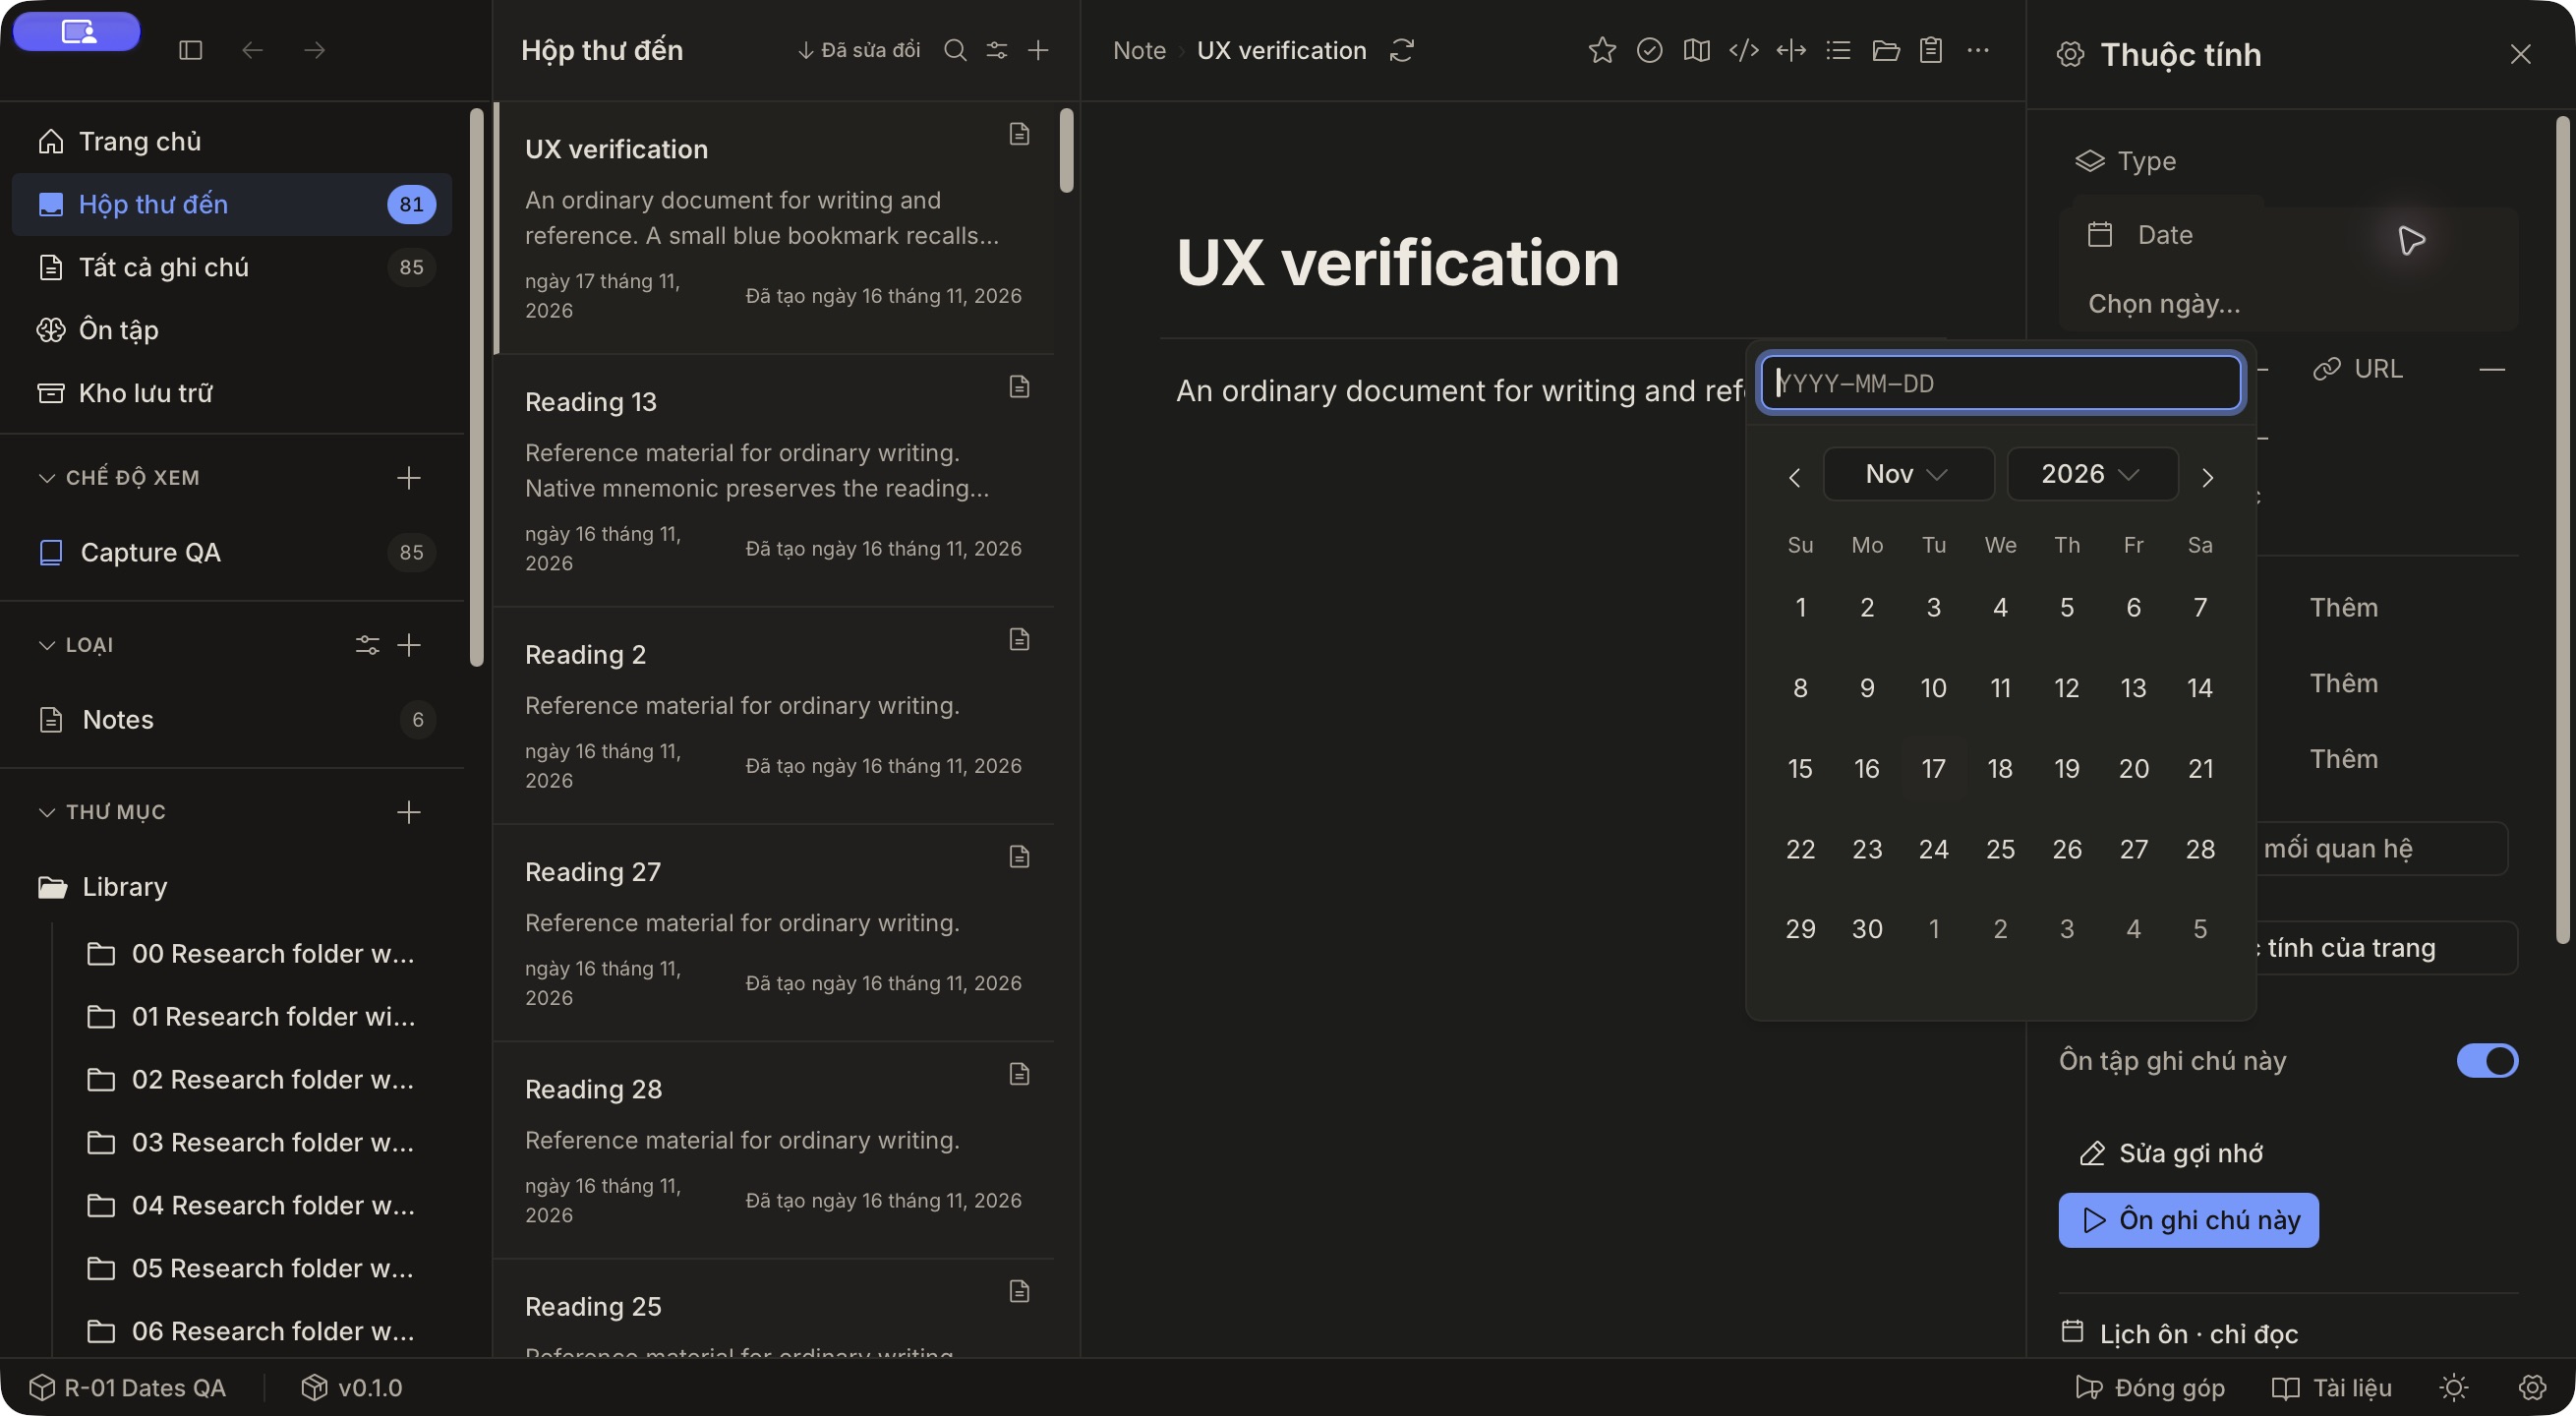 Hộp thư đến
Đã sửa đổi
Note › UX verification
Thuộc tính
Trang chủ
Hộp thư đến 81
Tất cả ghi chú 85
Ôn tập
Kho lưu trữ
CHẾ ĐỘ XEM
Capture QA 85
LOẠI
Notes 6
THƯ MỤC
Library
00 Research folder w...
01 Research folder wi...
02 Research folder w...
03 Research folder w...
04 Research folder w...
05 Research folder w...
06 Research folder w...
UX verification
An ordinary document for writing and
reference. A small blue bookmark recalls...
ngày 17 tháng 11,
2026
Đã tạo ngày 16 tháng 11, 2026
Reading 13
Reference material for ordinary writing.
Native mnemonic preserves the reading...
ngày 16 tháng 11,
2026
Đã tạo ngày 16 tháng 11, 2026
Reading 2
Reference material for ordinary writing.
ngày 16 tháng 11,
2026
Đã tạo ngày 16 tháng 11, 2026
Reading 27
Reference material for ordinary writing.
ngày 16 tháng 11,
2026
Đã tạo ngày 16 tháng 11, 2026
Reading 28
Reference material for ordinary writing.
ngày 16 tháng 11,
2026
Đã tạo ngày 16 tháng 11, 2026
Reading 25
Reference material for ordinary writing.
UX verification
An ordinary document for writing and
Type
Date
Chọn ngày...
URL —
YYYY-MM-DD
Nov 2026
Su Mo Tu We Th Fr Sa
1 2 3 4 5 6 7
8 9 10 11 12 13 14
15 16 17 18 19 20 21
22 23 24 25 26 27 28
29 30 1 2 3 4 5
Thêm
Thêm
Thêm
mối quan hệ
tính của trang
Ôn tập ghi chú này
Sửa gợi nhớ
Ôn ghi chú này
Lịch ôn · chỉ đọc
R-01 Dates QA
v0.1.0
Đóng góp
Tài liệu